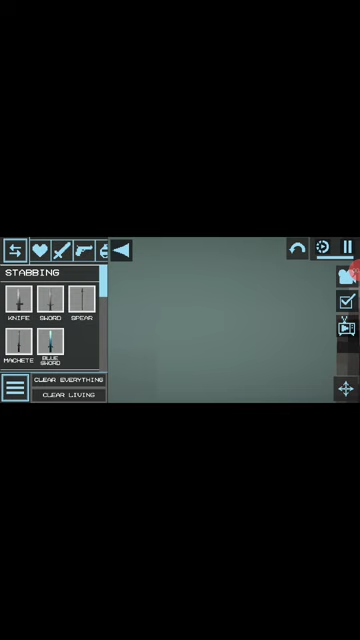 STABBING
KNIFE SWORD SPEAR
MACHETE BLUE SWORD
CLEAR EVERYTHING
CLEAR LIVING